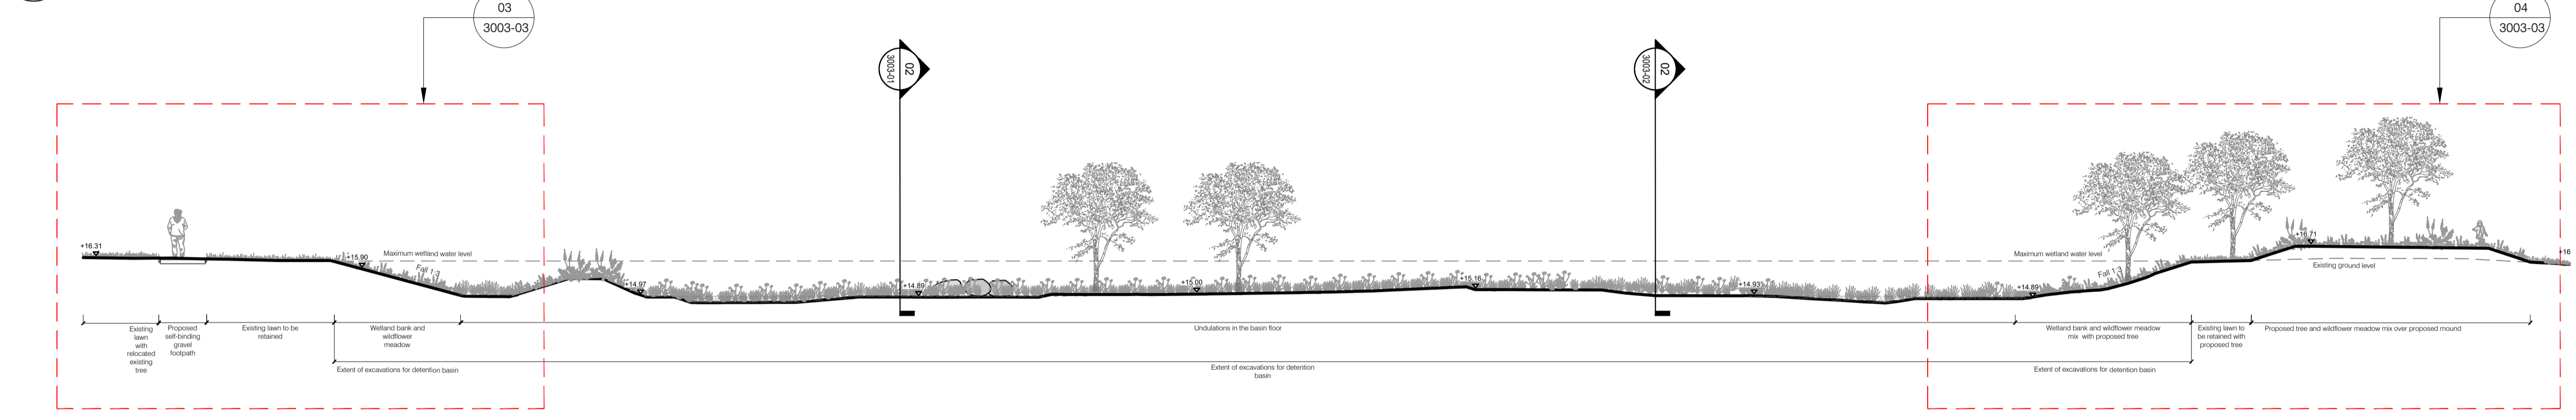 03
3003-03
04
3003-03
02
3003-01
02
3003-02
+16.31
+15.90
Maximum wetland water level
Fall 1:3
+14.97
+14.89
+15.00
+15.16
+14.93
Maximum wetland water level
+14.89
Fall 1:3
+16.71
Existing ground level
+16
Existing
lawn
with
relocated
existing
tree
Proposed
self-binding
gravel
footpath
Existing lawn to be
retained
Wetland bank and
wildflower
meadow
Undulations in the basin floor
Wetland bank and wildflower meadow
mix with proposed tree
Existing lawn to
be retained with
proposed tree
Proposed tree and wildflower meadow mix over proposed mound
Extent of excavations for detention basin
Extent of excavations for detention
basin
Extent of excavations for detention basin